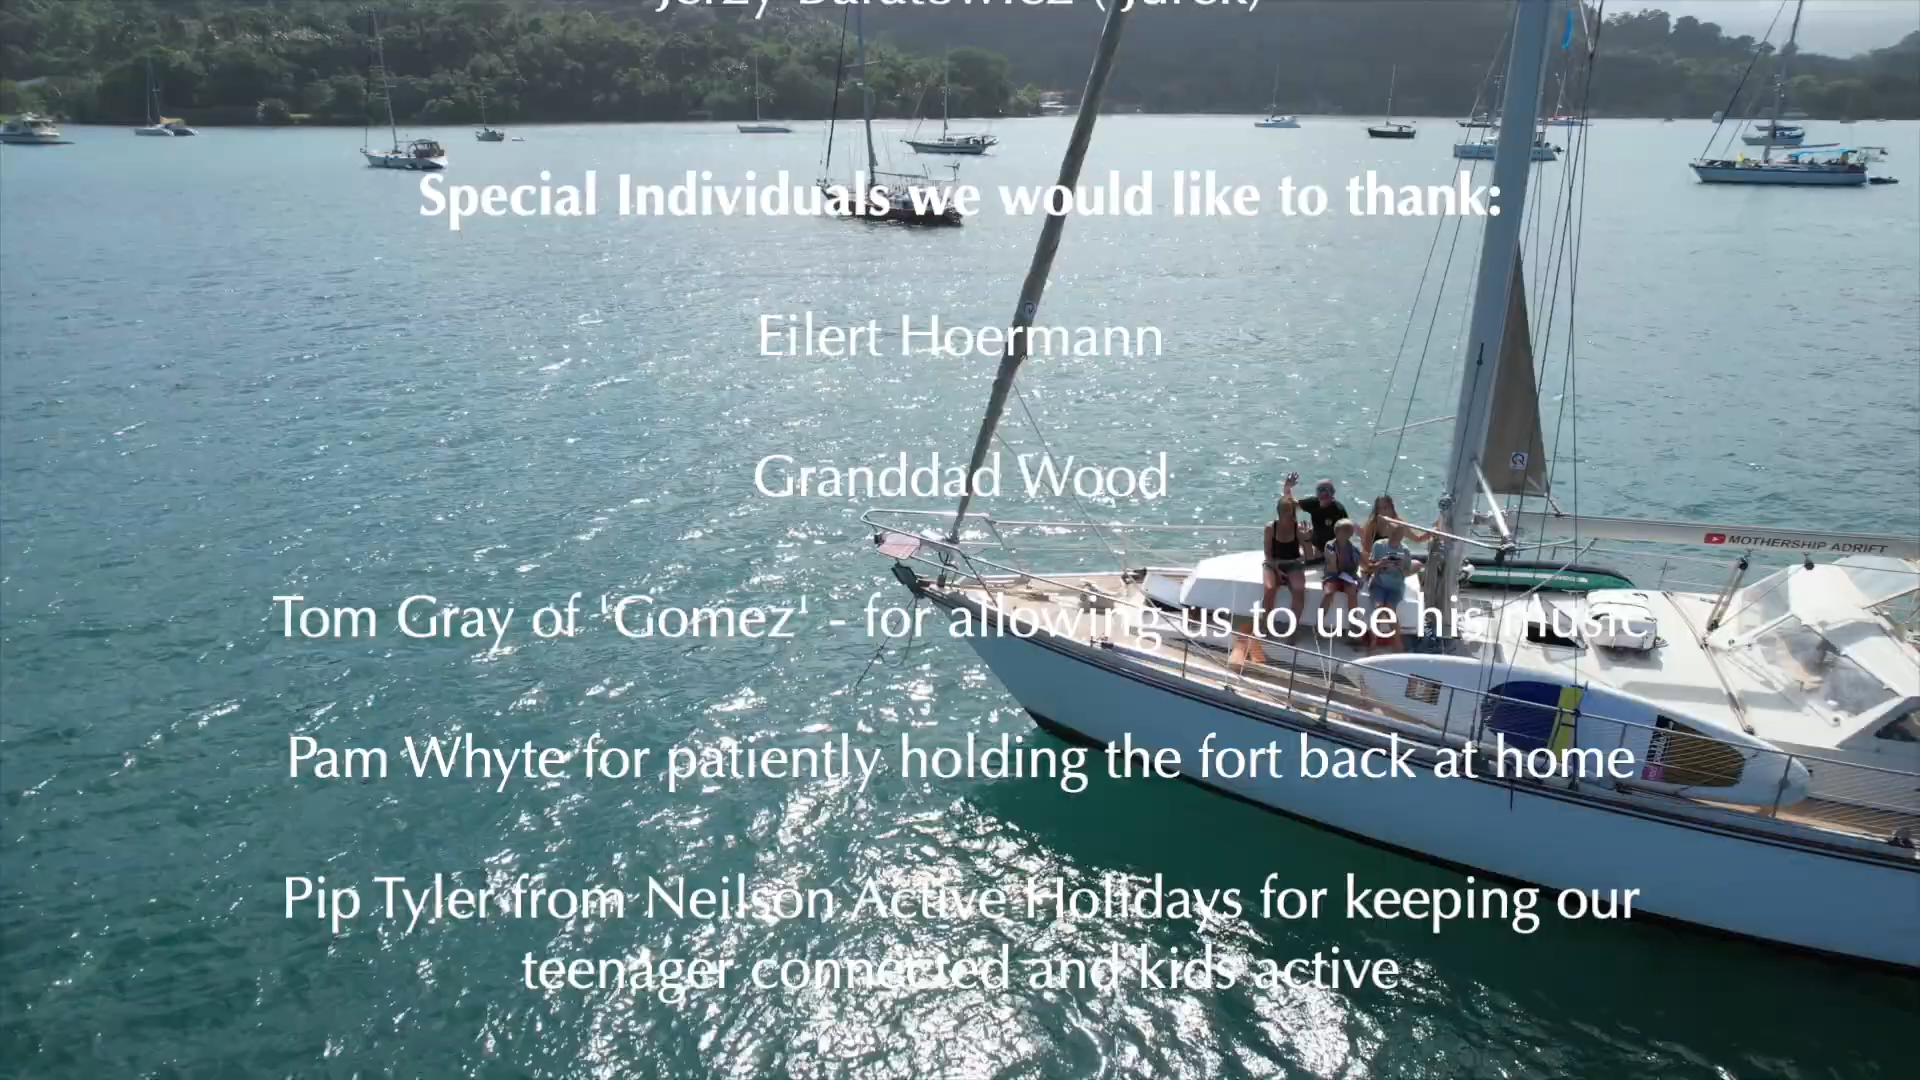 Special Individuals we would like to thank:
Eilert Hoermann
Granddad Wood
MOTHERSHIP ADRIFT
Tom Gray of 'Gomez' - for allowing us to use his music
Pam Whyte for patiently holding the fort back at home
Pip Tyler from Neilson Active Holidays for keeping our
teenager connected and kids active